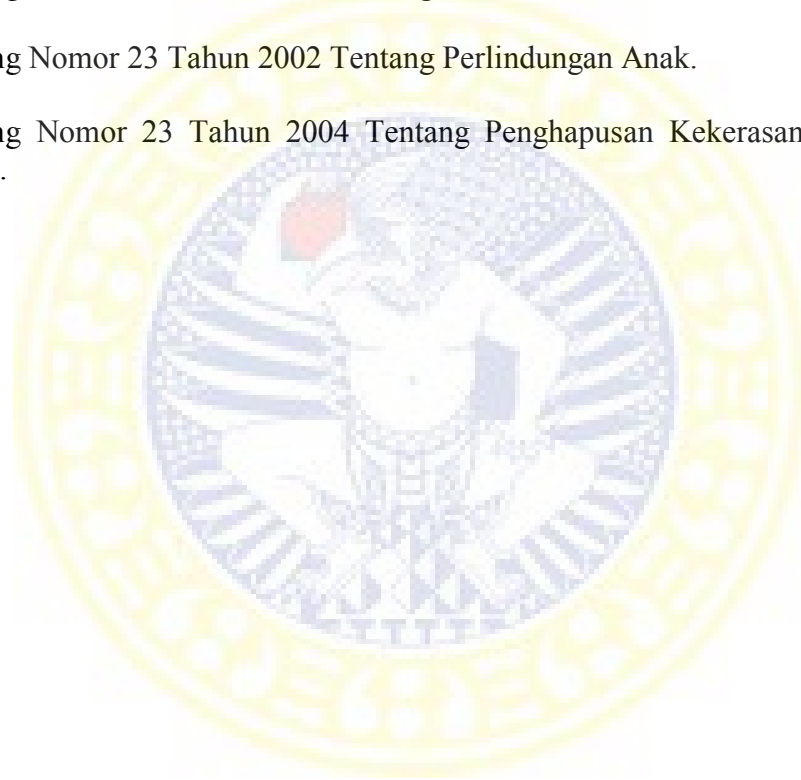 ng Nomor 23 Tahun 2002 Tentang Perlindungan Anak.
ng Nomor 23 Tahun 2004 Tentang Penghapusan Kekerasan
.